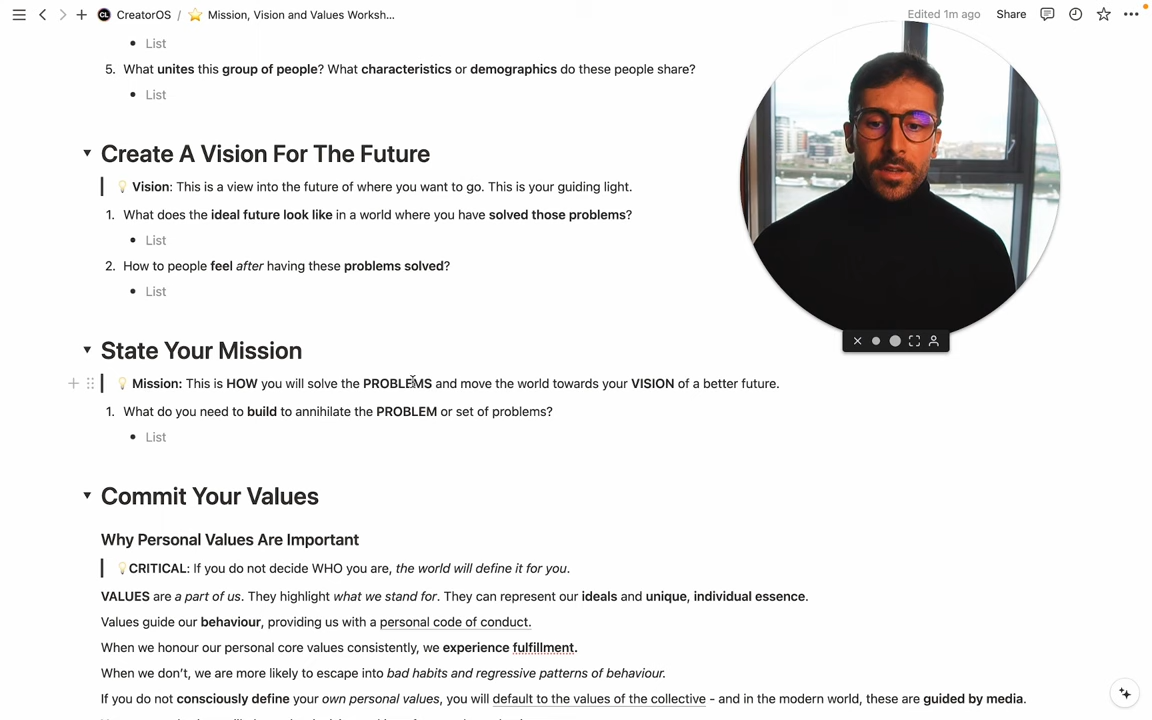 CL CreatorOS / ⭐ Mission, Vision and Values Worksh... Edited 1m ago Share
• List
5. What unites this group of people? What characteristics or demographics do these people share?
• List
Create A Vision For The Future
💡 Vision: This is a view into the future of where you want to go. This is your guiding light.
1. What does the ideal future look like in a world where you have solved those problems?
• List
2. How to people feel after having these problems solved?
• List
State Your Mission
💡 Mission: This is HOW you will solve the PROBLEMS and move the world towards your VISION of a better future.
1. What do you need to build to annihilate the PROBLEM or set of problems?
• List
Commit Your Values
Why Personal Values Are Important
💡CRITICAL: If you do not decide WHO you are, the world will define it for you.
VALUES are a part of us. They highlight what we stand for. They can represent our ideals and unique, individual essence.
Values guide our behaviour, providing us with a personal code of conduct.
When we honour our personal core values consistently, we experience fulfillment.
When we don't, we are more likely to escape into bad habits and regressive patterns of behaviour.
If you do not consciously define your own personal values, you will default to the values of the collective - and in the modern world, these are guided by media.